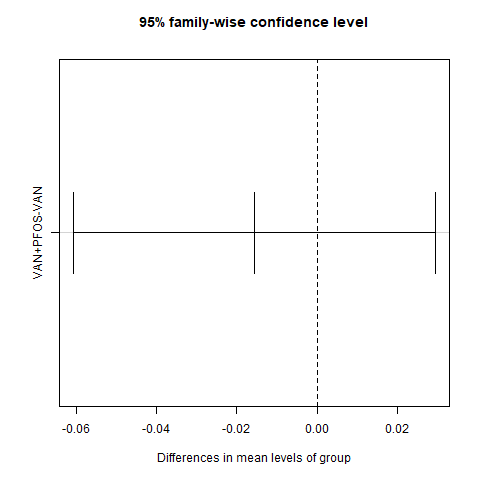 95% family-wise confidence level
VAN+PFOS-VAN
-0.06
-0.04
-0.02
0.00
0.02
Differences in mean levels of group